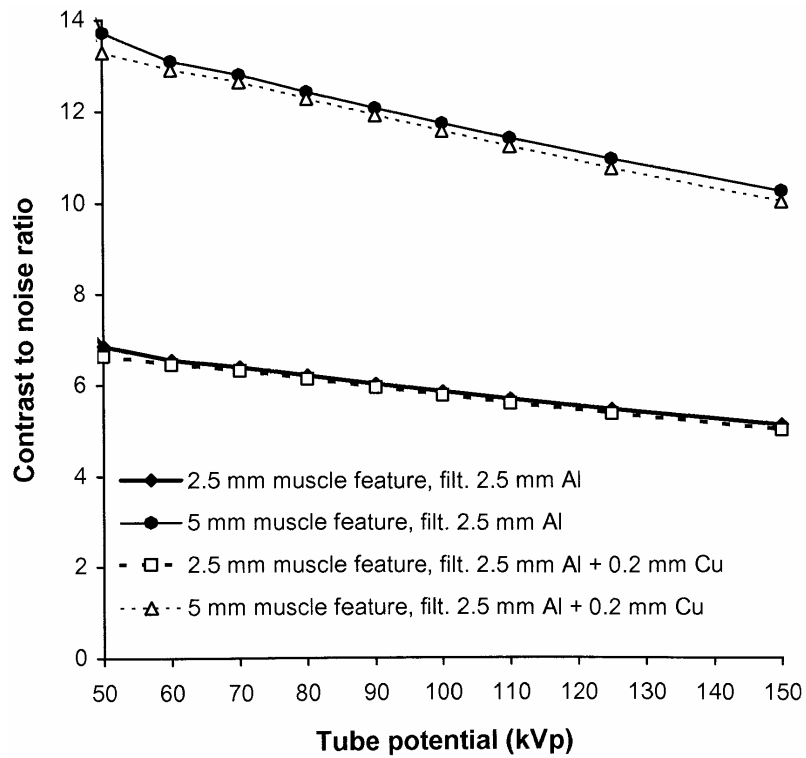 14
12
10
8
6
4
2
0
Contrast to noise ratio
2.5 mm muscle feature, filt. 2.5 mm Al
5 mm muscle feature, filt. 2.5 mm Al
2.5 mm muscle feature, filt. 2.5 mm Al + 0.2 mm Cu
5 mm muscle feature, filt. 2.5 mm Al + 0.2 mm Cu
50 60 70 80 90 100 110 120 130 140 150
Tube potential (kVp)